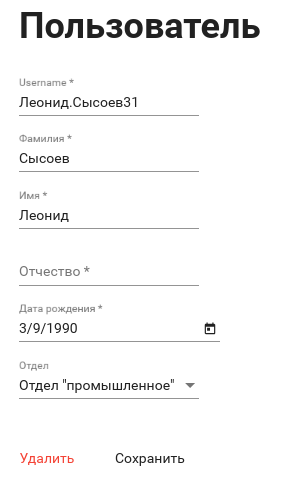 Пользователь
Username *
Леонид.Сысоев31
Фамилия *
Сысоев
Имя *
Леонид
Отчество *
Дата рождения *
3/9/1990
Отдел
Отдел "промышленное"
Удалить Сохранить